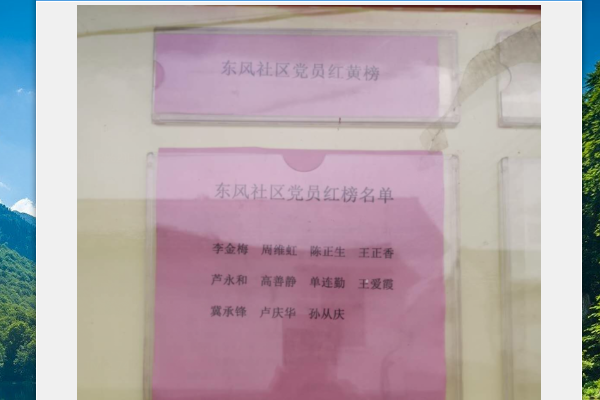 东风社区党员红黄榜
东风社区党员红榜名单
李金梅 周维虹 陈正生 王正香
芦永和 高善静 单连勤 王爱霞
冀承锋 卢庆华 孙从庆